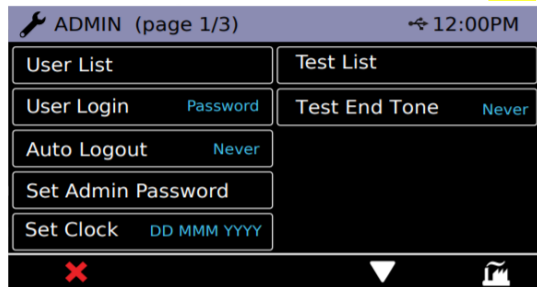 ADMIN (page 1/3) 12:00PM
User List
User Login Password
Auto Logout Never
Set Admin Password
Set Clock DD MMM YYYY
Test List
Test End Tone Never